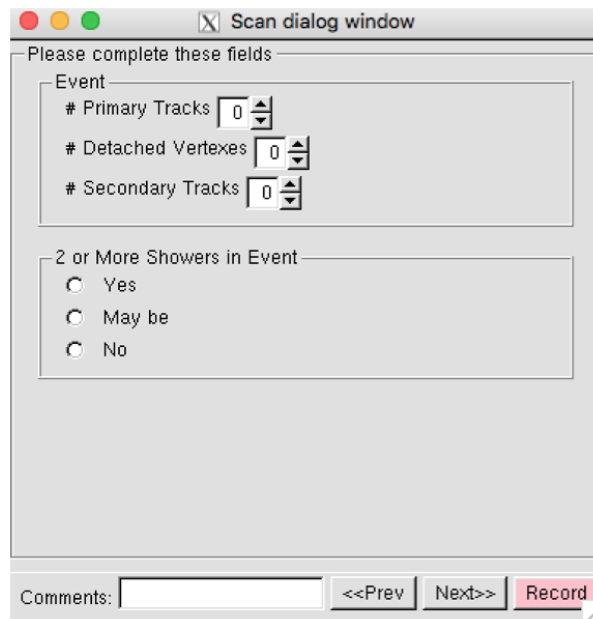 Scan dialog window
Please complete these fields
Event
# Primary Tracks 0
# Detached Vertexes 0
# Secondary Tracks 0
2 or More Showers in Event
Yes
May be
No
Comments: <<Prev Next>> Record